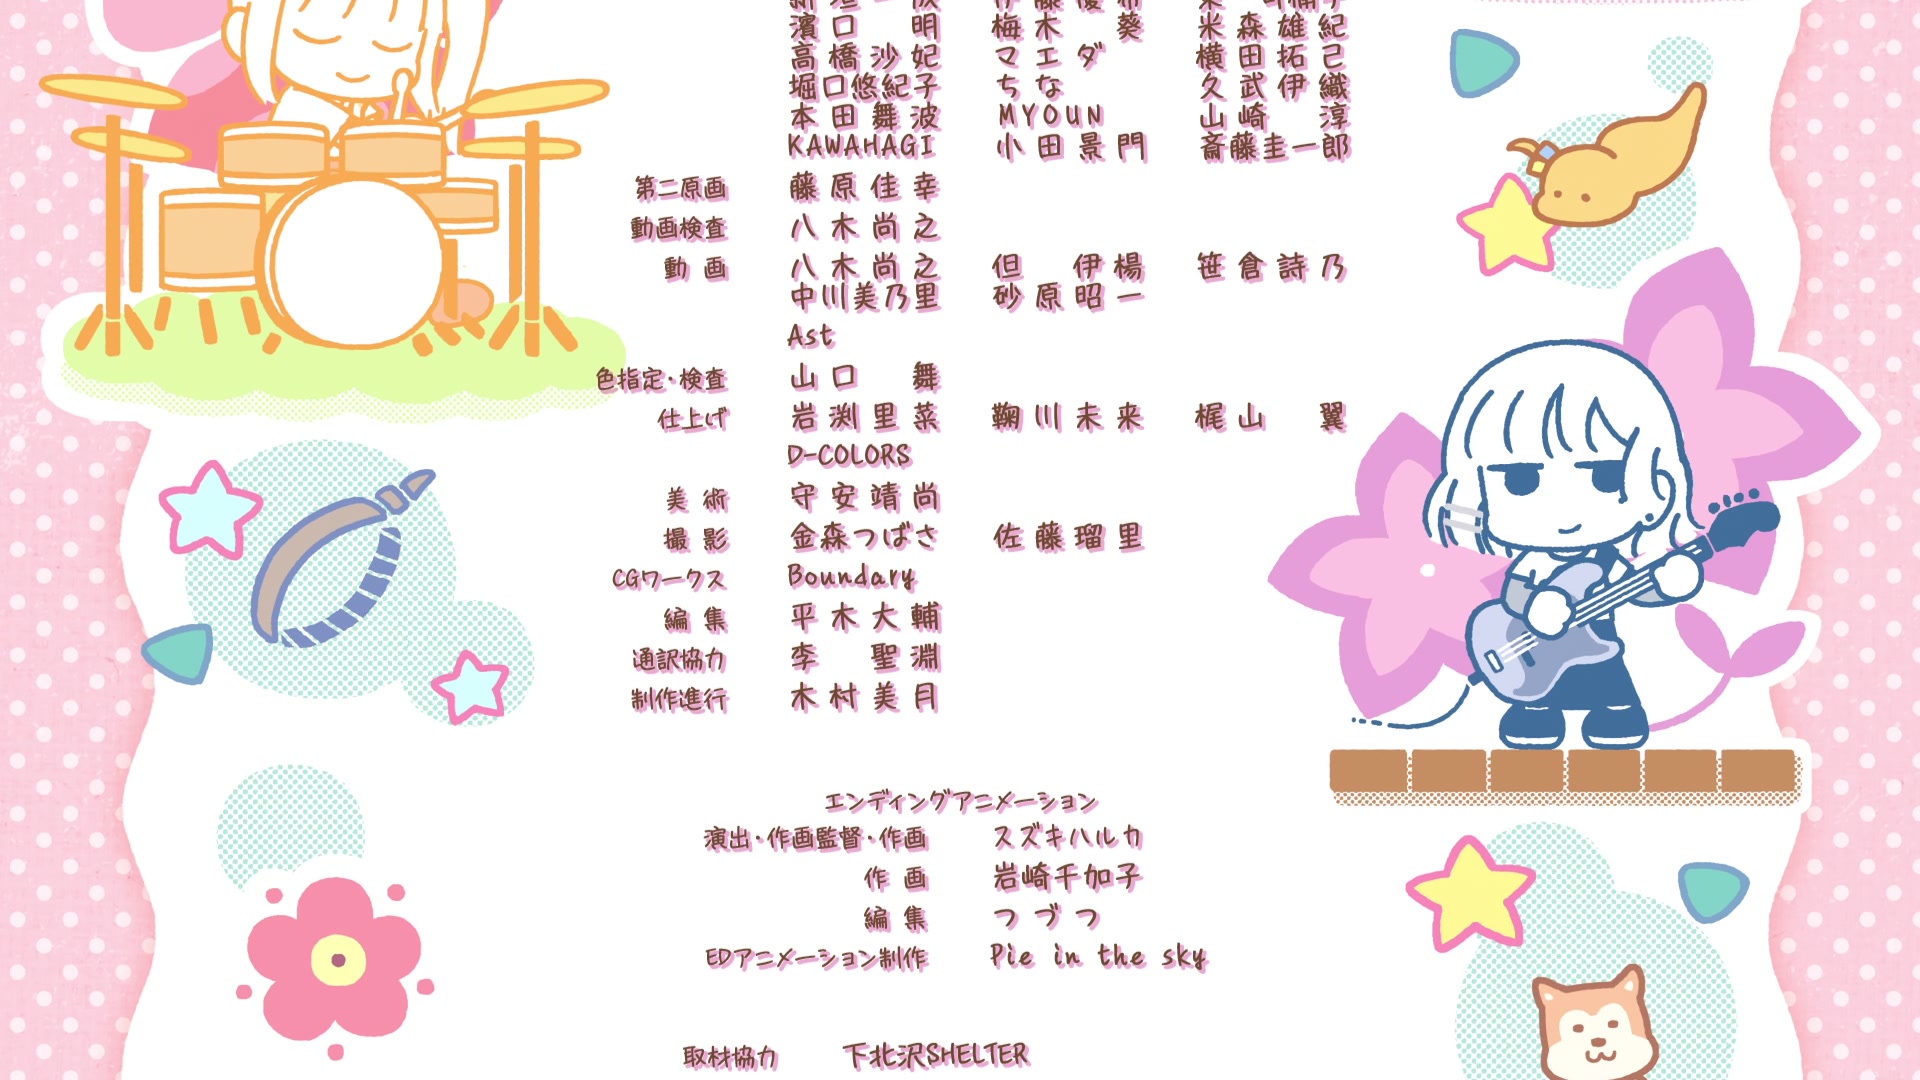 濱口 明 梅木 葵 米森雄紀
高橋沙妃 マエダ 横田拓己
堀口悠紀子 ちな 久武伊織
本田舞波 MYOUN 山崎 淳
KAWAHAGI 小田景門 斎藤圭一郎
第二原画 藤原佳幸
動画検査 八木尚之
動画 八木尚之 但 伊楊 笹倉詩乃
中川美乃里 砂原昭一
Ast
色指定・検査 山口 舞
仕上げ 岩渕里菜 鞠川未来 梶山 翼
D-COLORS
美術 守安靖尚
撮影 金森つばさ 佐藤瑠里
CGワークス Boundary
編集 平木大輔
通訳協力 李 聖淵
制作進行 木村美月
エンディングアニメーション
演出・作画監督・作画 スズキハルカ
作画 岩崎千加子
編集 つづつ
EDアニメーション制作 Pie in the sky
取材協力 下北沢SHELTER